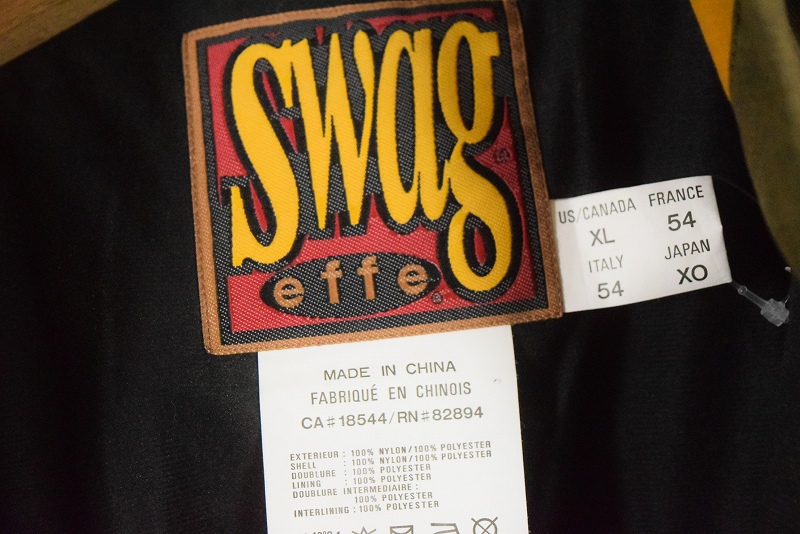 swag
effe
US/CANADA FRANCE
XL 54
ITALY JAPAN
54 XO
MADE IN CHINA
FABRIQUÉ EN CHINOIS
CA#18544/RN#82894
EXTERIEUR: 100% NYLON/100% POLYESTER
SHELL : 100% NYLON/100% POLYESTER
DOUBLURE : 100% POLYESTER
LINING : 100% POLYESTER
DOUBLURE INTERMEDIAIRE:
100% POLYESTER
INTERLINING: 100% POLYESTER